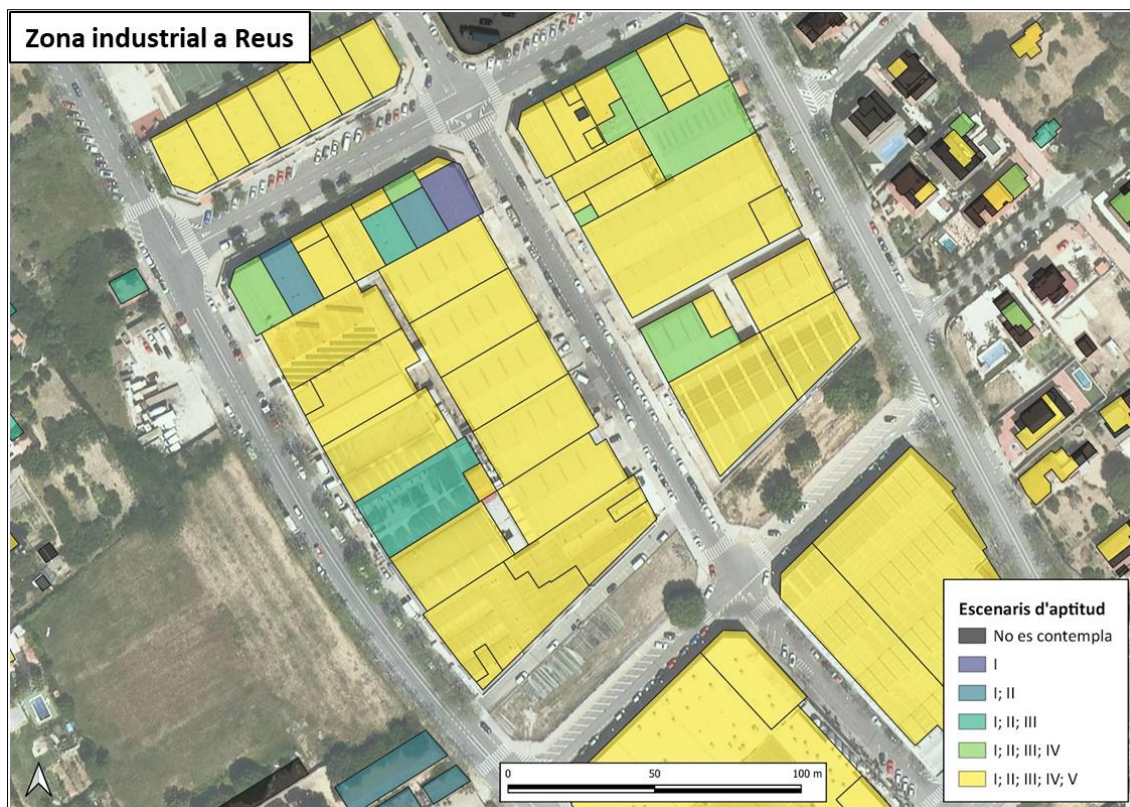 Zona industrial a Reus
Escenaris d'aptitud
No es contempla
I
I; II
I; II; III
I; II; III; IV
I; II; III; IV; V
0 50 100 m